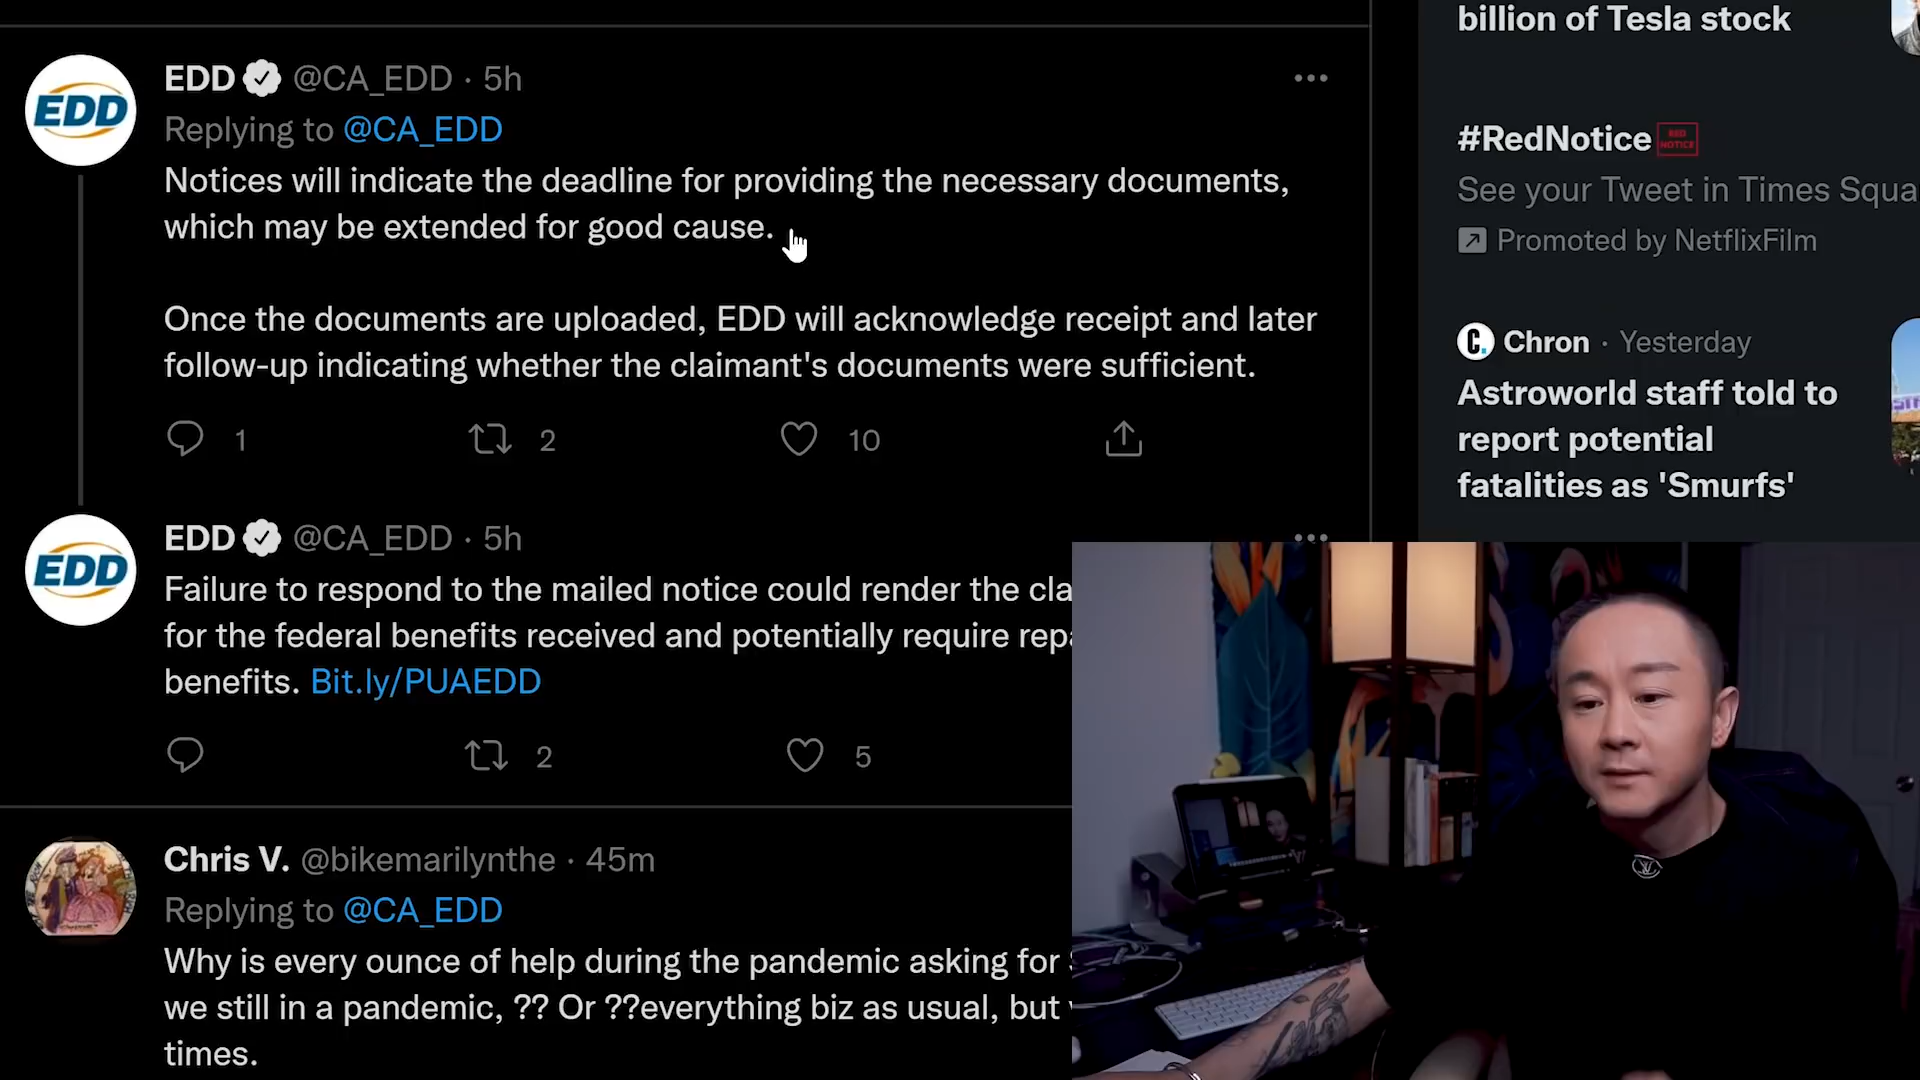 EDD @CA_EDD · 5h
Replying to @CA_EDD
Notices will indicate the deadline for providing the necessary documents,
which may be extended for good cause.
Once the documents are uploaded, EDD will acknowledge receipt and later
follow-up indicating whether the claimant's documents were sufficient.
1 2 10
EDD
EDD @CA_EDD · 5h
Failure to respond to the mailed notice could render the cla
for the federal benefits received and potentially require rep
benefits. Bit.ly/PUAEDD
2 5
EDD
Chris V. @bikemarilynthe · 45m
Replying to @CA_EDD
Why is every ounce of help during the pandemic asking for
we still in a pandemic, ?? Or ??everything biz as usual, but
times.
billion of Tesla stock
#RedNotice RED NOTICE
See your Tweet in Times Squa
Promoted by NetflixFilm
C. Chron · Yesterday
Astroworld staff told to
report potential
fatalities as 'Smurfs'